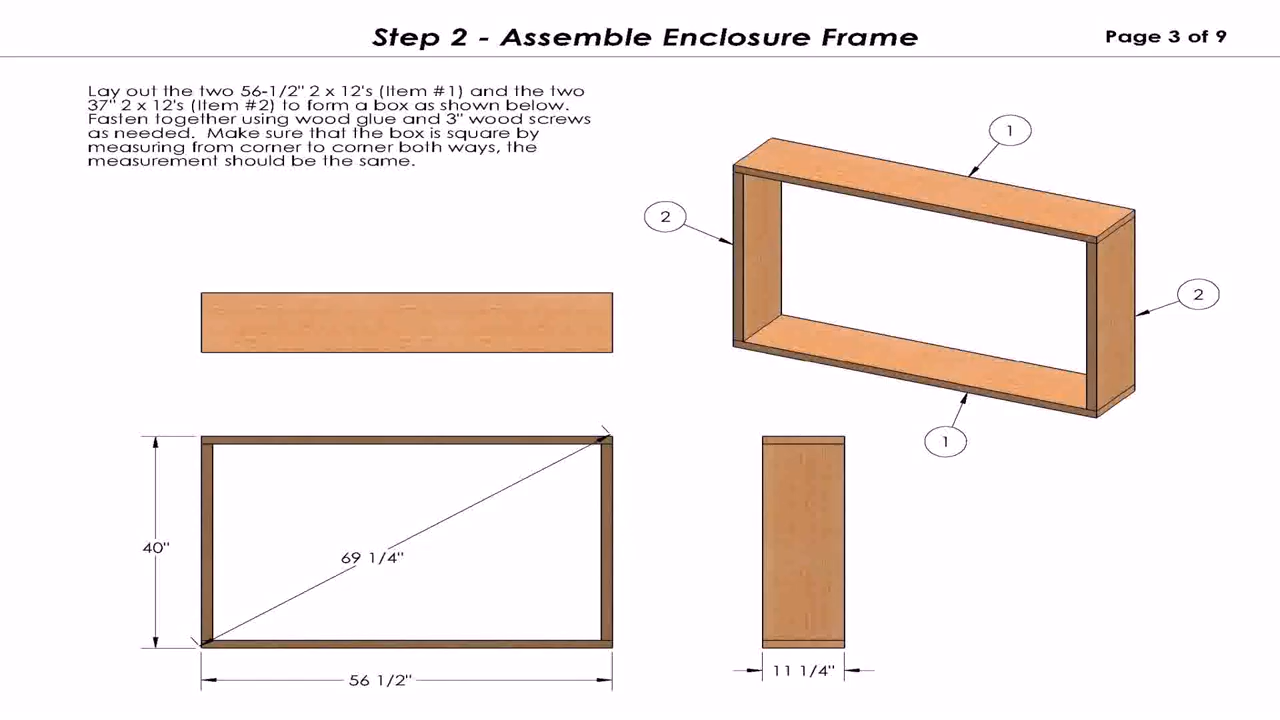 Step 2 - Assemble Enclosure Frame
Page 3 of 9
Lay out the two 56-1/2" 2 x 12's (Item #1) and the two
37" 2 x 12's (Item #2) to form a box as shown below.
Fasten together using wood glue and 3" wood screws
as needed.  Make sure that the box is square by
measuring from corner to corner both ways, the
measurement should be the same.
1
2
2
1
40"
69 1/4"
56 1/2"
11 1/4"